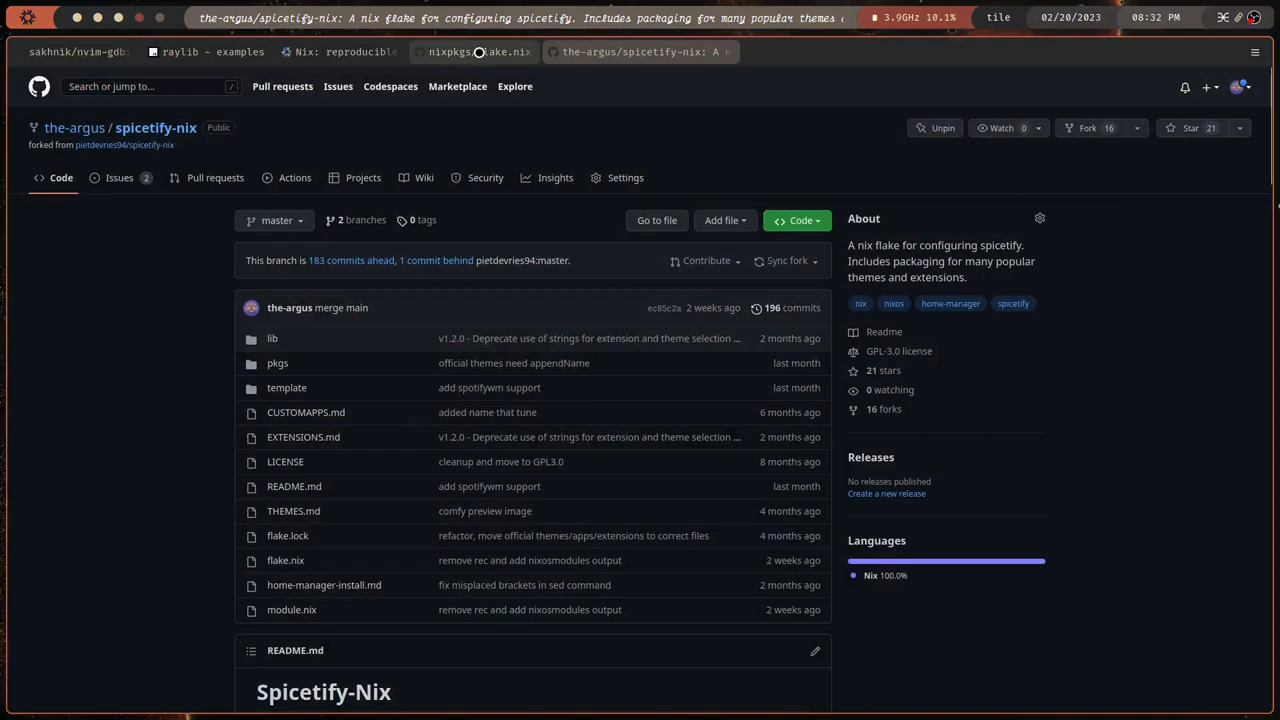 the-argus/spicetify-nix: A nix flake for configuring spicetify. Includes packaging for many popular themes
3.9GHz 10.1%
tile
02/20/2023
08:32 PM
sakhnik/nvim-gdb:
raylib - examples
Nix: reproducible
nixpkgs/flake.nix
the-argus/spicetify-nix: A n
Search or jump to...
/
Pull requests
Issues
Codespaces
Marketplace
Explore
the-argus / spicetify-nix
Public
forked from pietdevries94/spicetify-nix
Unpin
Watch 0
Fork 16
Star 21
Code
Issues 2
Pull requests
Actions
Projects
Wiki
Security
Insights
Settings
master
2 branches
0 tags
Go to file
Add file
Code
This branch is 183 commits ahead, 1 commit behind pietdevries94:master.
Contribute
Sync fork
the-argus merge main
ec85c2a 2 weeks ago
196 commits
lib
v1.2.0 - Deprecate use of strings for extension and theme selection ...
2 months ago
pkgs
official themes need appendName
last month
template
add spotifywm support
last month
CUSTOMAPPS.md
added name that tune
6 months ago
EXTENSIONS.md
v1.2.0 - Deprecate use of strings for extension and theme selection ...
2 months ago
LICENSE
cleanup and move to GPL3.0
8 months ago
README.md
add spotifywm support
last month
THEMES.md
comfy preview image
4 months ago
flake.lock
refactor, move official themes/apps/extensions to correct files
4 months ago
flake.nix
remove rec and add nixosmodules output
2 weeks ago
home-manager-install.md
fix misplaced brackets in sed command
2 months ago
module.nix
remove rec and add nixosmodules output
2 weeks ago
README.md
Spicetify-Nix
About
A nix flake for configuring spicetify.
Includes packaging for many popular
themes and extensions.
nix
nixos
home-manager
spicetify
Readme
GPL-3.0 license
21 stars
0 watching
16 forks
Releases
No releases published
Create a new release
Languages
Nix 100.0%